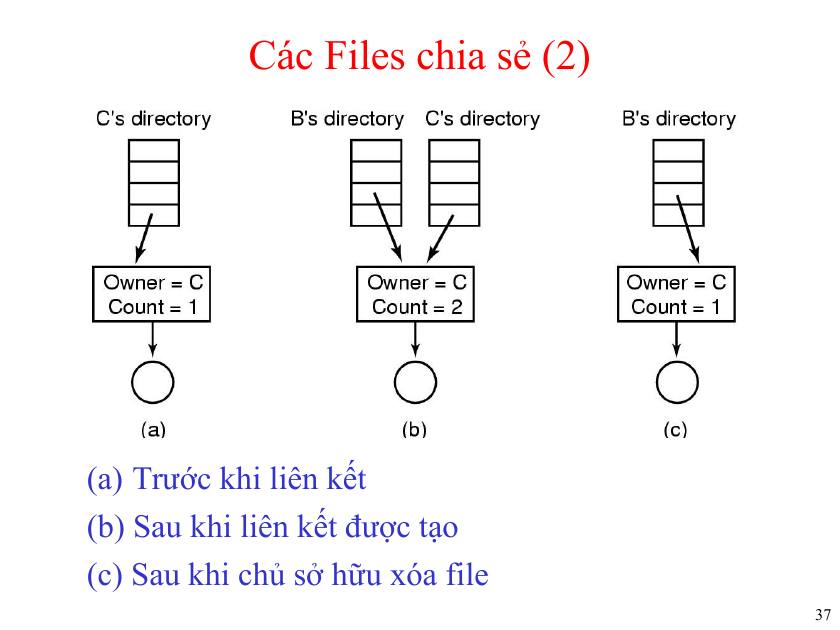 Các Files chia sẻ (2)
C's directory
B's directory
C's directory
B's directory
Owner = C
Count = 1
Owner = C
Count = 2
Owner = C
Count = 1
(a)
(b)
(c)
(a) Trước khi liên kết
(b) Sau khi liên kết được tạo
(c) Sau khi chủ sở hữu xóa file
37